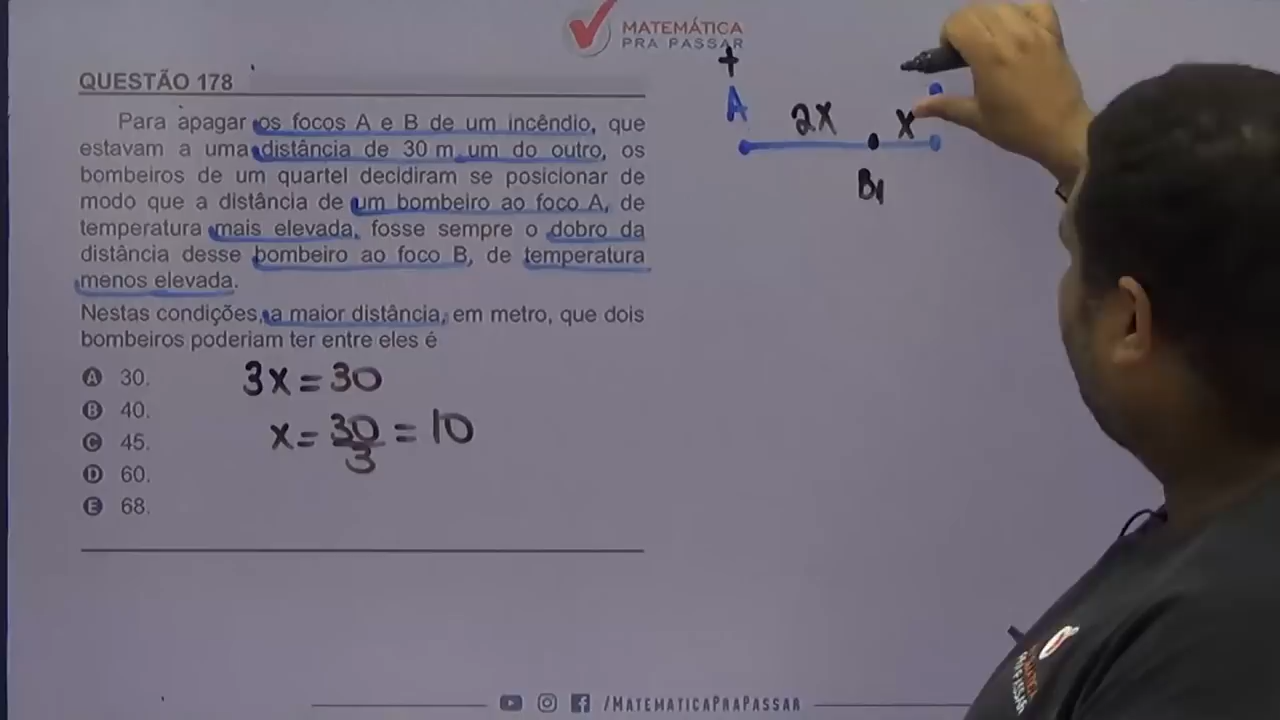 MATEMÁTICA
PRA PASSAR
QUESTÃO 178
Para apagar os focos A e B de um incêndio, que
estavam a uma distância de 30 m um do outro, os
bombeiros de um quartel decidiram se posicionar de
modo que a distância de um bombeiro ao foco A, de
temperatura mais elevada, fosse sempre o dobro da
distância desse bombeiro ao foco B, de temperatura
menos elevada.
Nestas condições, a maior distância, em metro, que dois
bombeiros poderiam ter entre eles é
A 30.
B 40.
C 45.
D 60.
E 68.
3x = 30
x = 30/3 = 10
+
A
2x
x
B1
/MATEMATICAPRAPASSAR